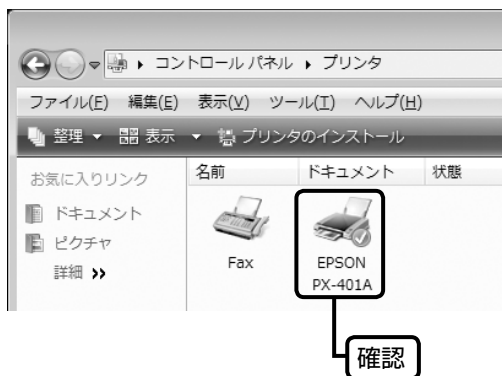 コントロール パネル ▸ プリンタ
ファイル(F) 編集(E) 表示(V) ツール(T) ヘルプ(H)
整理 ▼ 表示 ▼ プリンタのインストール
お気に入りリンク
ドキュメント
ピクチャ
詳細 >>
名前 ドキュメント 状態
Fax
EPSON
PX-401A
確認